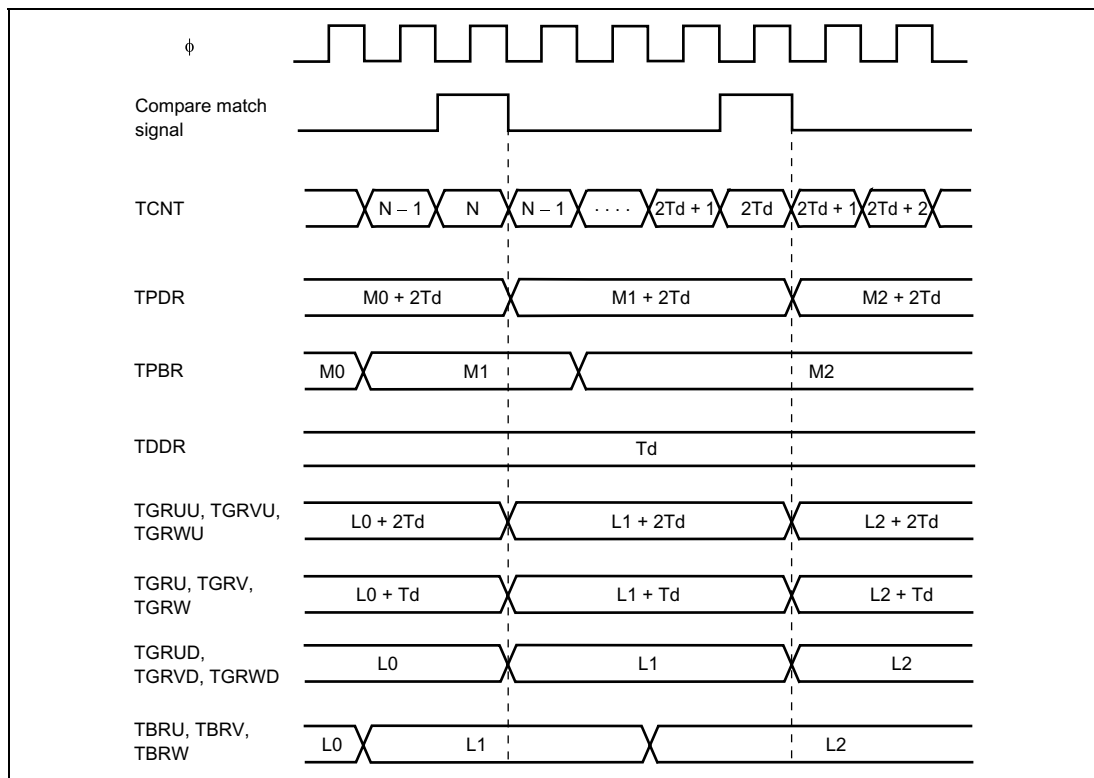 ϕ
Compare match
signal
TCNT
N – 1 N N – 1 · · · · 2Td + 1 2Td 2Td + 1 2Td + 2
TPDR
M0 + 2Td M1 + 2Td M2 + 2Td
TPBR
M0 M1 M2
TDDR
Td
TGRUU, TGRVU,
TGRWU
L0 + 2Td L1 + 2Td L2 + 2Td
TGRU, TGRV,
TGRW
L0 + Td L1 + Td L2 + Td
TGRUD,
TGRVD, TGRWD
L0 L1 L2
TBRU, TBRV,
TBRW
L0 L1 L2